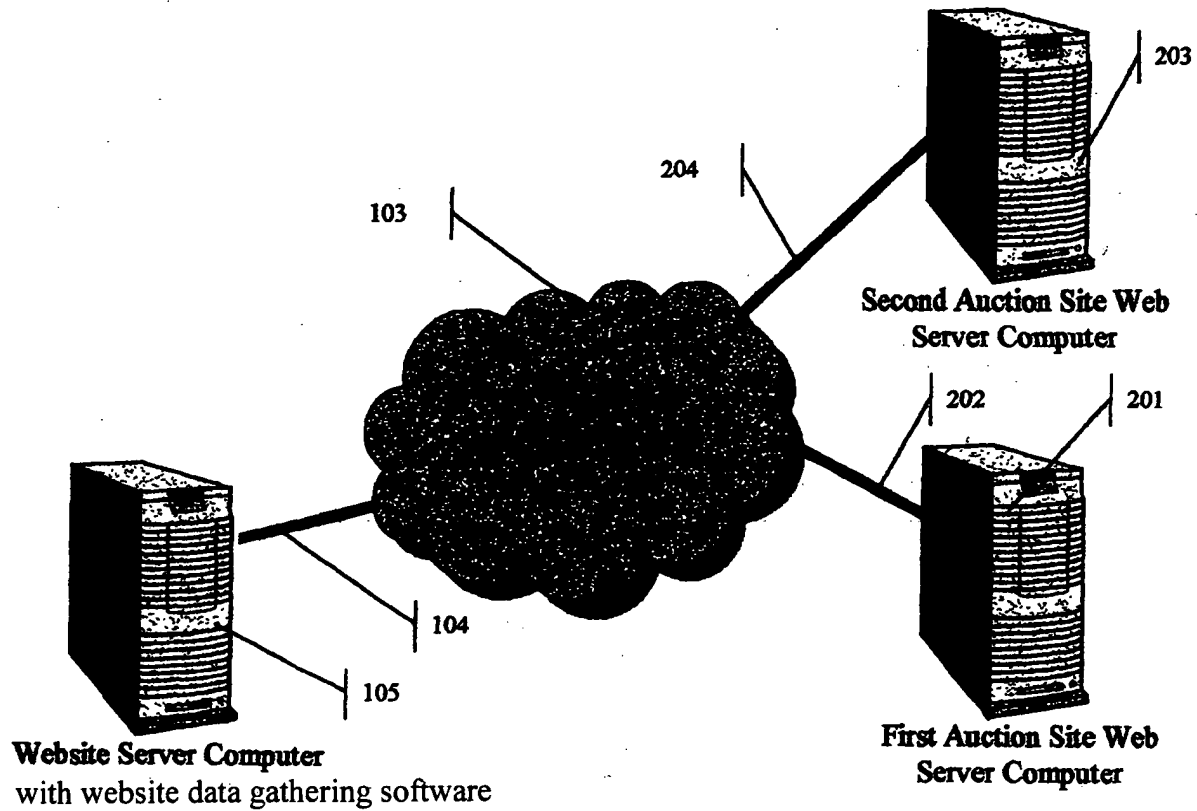 203
204
103
Second Auction Site Web
Server Computer
202
201
104
105
First Auction Site Web
Server Computer
Website Server Computer
with website data gathering software